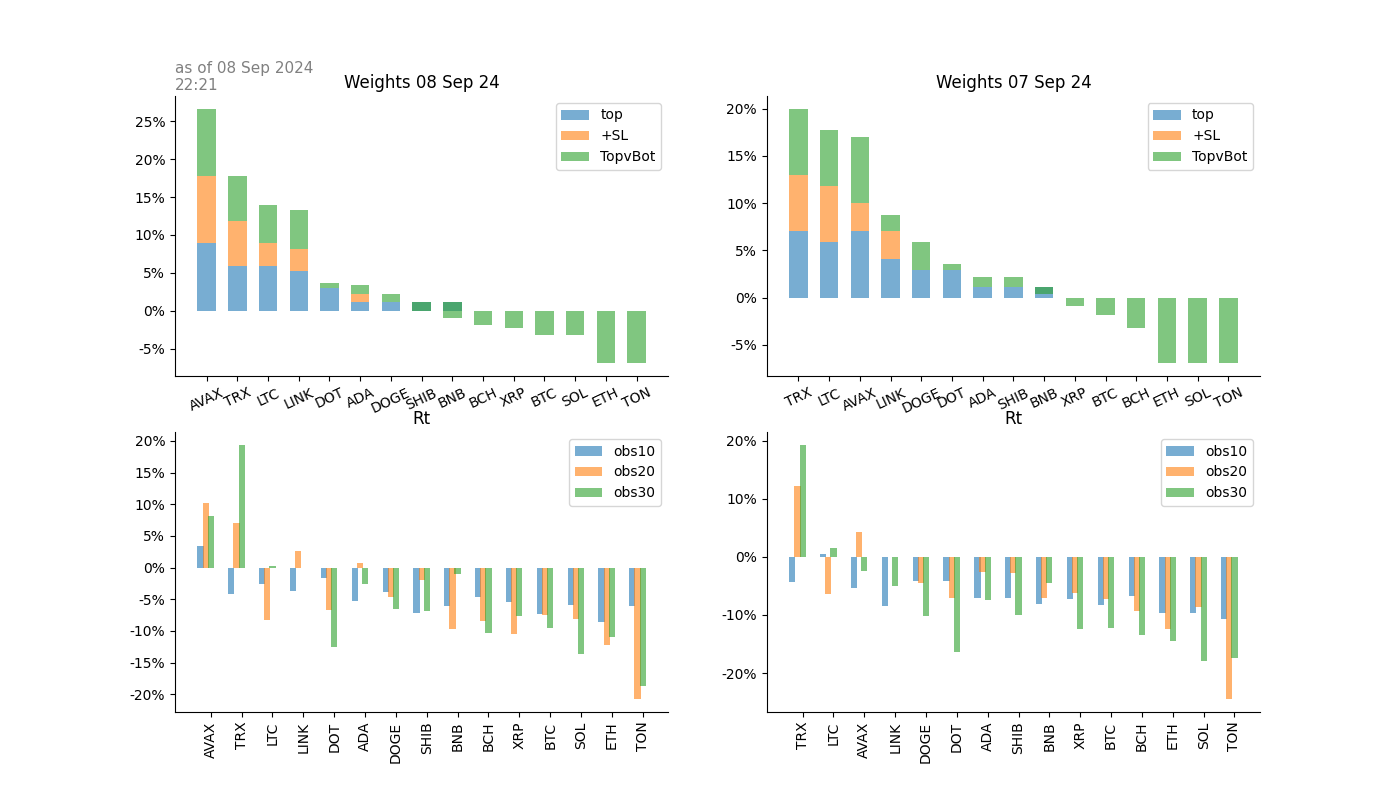 as of 08 Sep 2024
22:21
Weights 08 Sep 24
25%
20%
15%
10%
5%
0%
-5%
top
+SL
TopvBot
AVAX TRX LTC LINK DOT ADA DOGE SHIB BNB BCH XRP BTC SOL ETH TON
Weights 07 Sep 24
20%
15%
10%
5%
0%
-5%
top
+SL
TopvBot
TRX LTC AVAX LINK DOGE DOT ADA SHIB BNB XRP BTC BCH ETH SOL TON
Rt
20%
15%
10%
5%
0%
-5%
-10%
-15%
-20%
obs10
obs20
obs30
AVAX TRX LTC LINK DOT ADA DOGE SHIB BNB BCH XRP BTC SOL ETH TON
Rt
20%
10%
0%
-10%
-20%
obs10
obs20
obs30
TRX LTC AVAX LINK DOGE DOT ADA SHIB BNB XRP BTC BCH ETH SOL TON